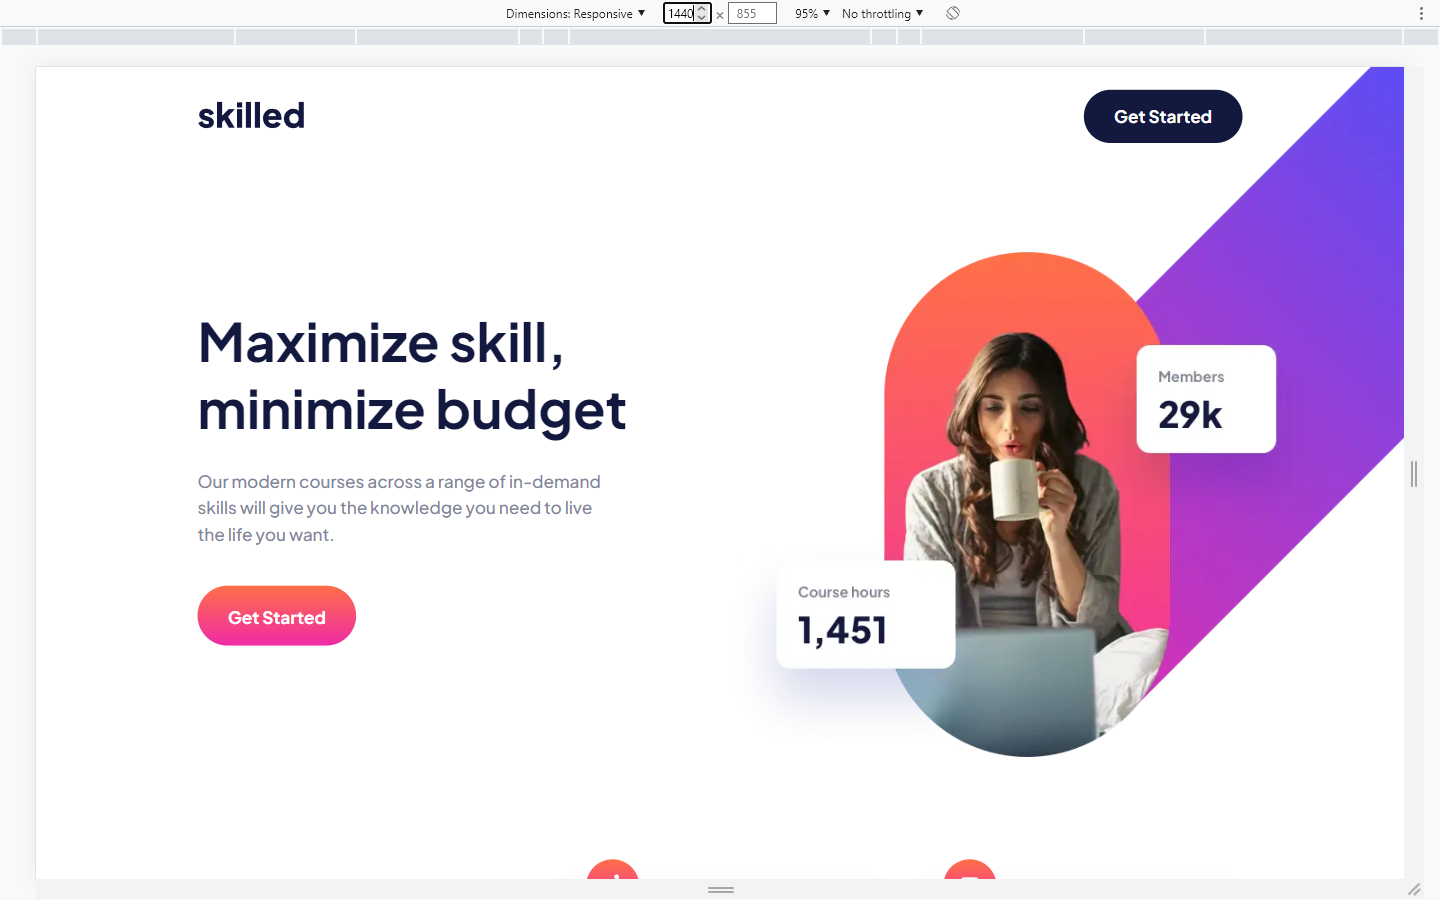 Dimensions: Responsive ▼ 1440 × 855 95% ▼ No throttling ▼
skilled
Get Started
Maximize skill,
minimize budget
Our modern courses across a range of in-demand
skills will give you the knowledge you need to live
the life you want.
Get Started
Members
29k
Course hours
1,451